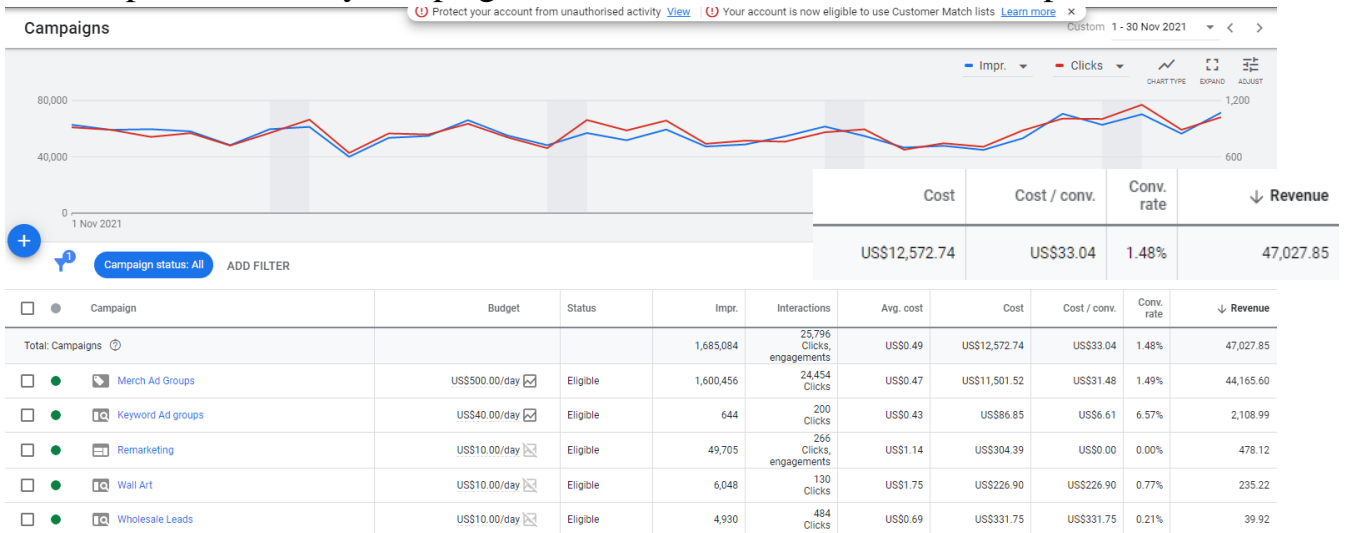 Protect your account from unauthorised activity View Your account is now eligible to use Customer Match lists Learn more ×
Campaigns
Custom 1 - 30 Nov 2021
Impr. Clicks
CHART TYPE EXPAND ADJUST
80,000 1,200
40,000 600
0
1 Nov 2021
Cost Cost / conv. Conv. rate ↓ Revenue
US$12,572.74 US$33.04 1.48% 47,027.85
+
1
Campaign status: All ADD FILTER
Campaign Budget Status Impr. Interactions Avg. cost Cost Cost / conv. Conv. rate ↓ Revenue
Total: Campaigns ? 1,685,084 25,796 Clicks, engagements US$0.49 US$12,572.74 US$33.04 1.48% 47,027.85
Merch Ad Groups US$500.00/day Eligible 1,600,456 24,454 Clicks US$0.47 US$11,501.52 US$31.48 1.49% 44,165.60
Keyword Ad groups US$40.00/day Eligible 644 200 Clicks US$0.43 US$86.85 US$6.61 6.57% 2,108.99
Remarketing US$10.00/day Eligible 49,705 266 Clicks, engagements US$1.14 US$304.39 US$0.00 0.00% 478.12
Wall Art US$10.00/day Eligible 6,048 130 Clicks US$1.75 US$226.90 US$226.90 0.77% 235.22
Wholesale Leads US$10.00/day Eligible 4,930 484 Clicks US$0.69 US$331.75 US$331.75 0.21% 39.92